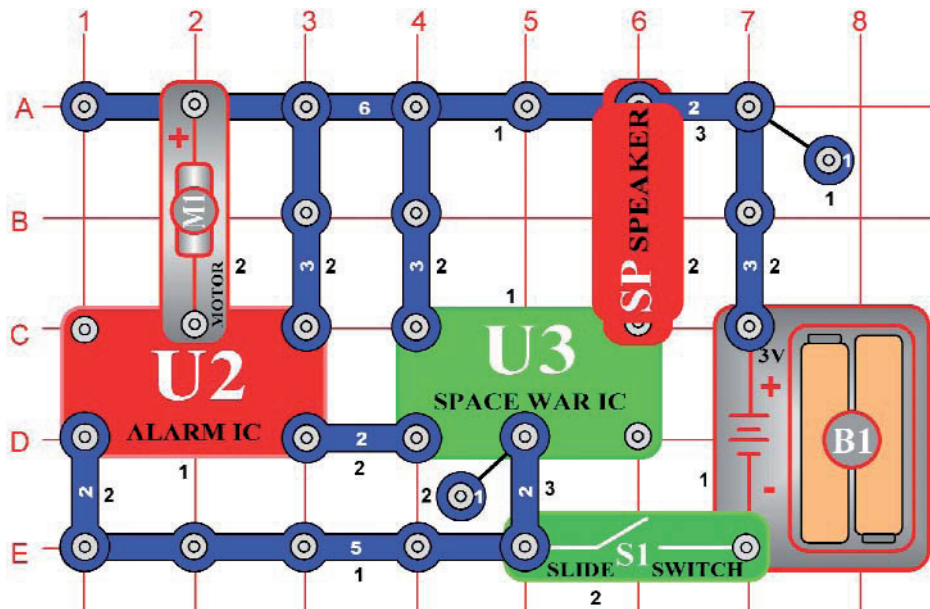 1 2 3 4 5 6 7 8
A 6 2
1 3
+ SPEAKER 1
1
M1
B
MOTOR 2 3 2 3 2 SP 2 3 2
1
C
U2 U3 3V
+
ALARM IC SPACE WAR IC
D 2 B1
1 2
2 2 2 1 2 3 1 -
E 5 S1
1 SLIDE SWITCH
2